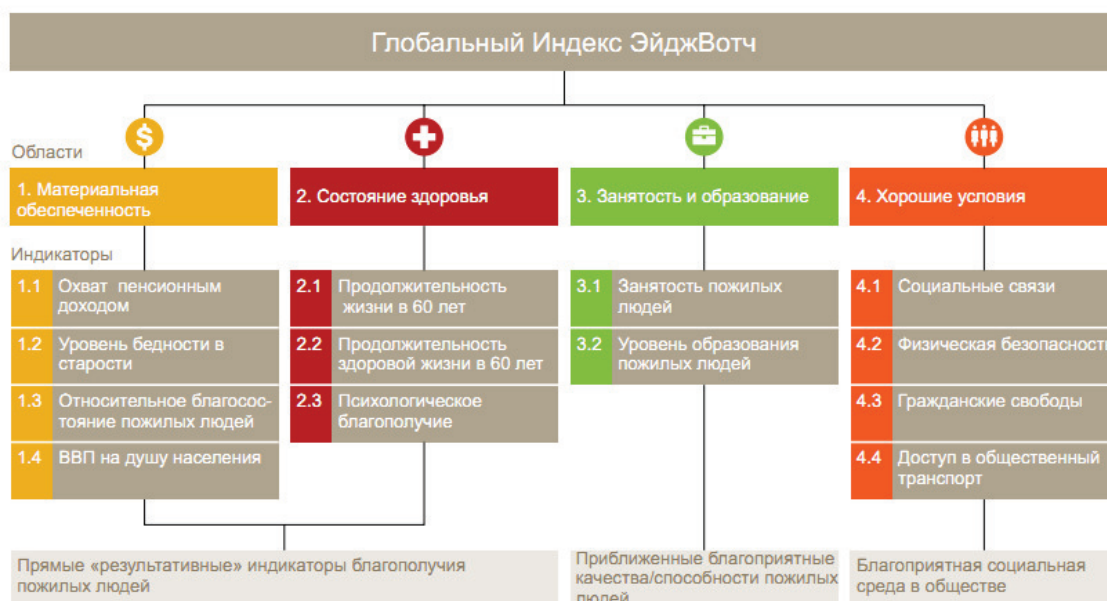 Глобальный Индекс ЭйджВотч
Области
1. Материальная
обеспеченность
2. Состояние здоровья
3. Занятость и образование
4. Хорошие условия
Индикаторы
1.1 Охват пенсионным
доходом
1.2 Уровень бедности в
старости
1.3 Относительное благосос-
тояние пожилых людей
1.4 ВВП на душу населения
2.1 Продолжительность
жизни в 60 лет
2.2 Продолжительность
здоровой жизни в 60 лет
2.3 Психологическое
благополучие
3.1 Занятость пожилых
людей
3.2 Уровень образования
пожилых людей
4.1 Социальные связи
4.2 Физическая безопасность
4.3 Гражданские свободы
4.4 Доступ в общественный
транспорт
Прямые «результативные» индикаторы благополучия
пожилых людей
Приближенные благоприятные
качества/способности пожилых
людей
Благоприятная социальная
среда в обществе